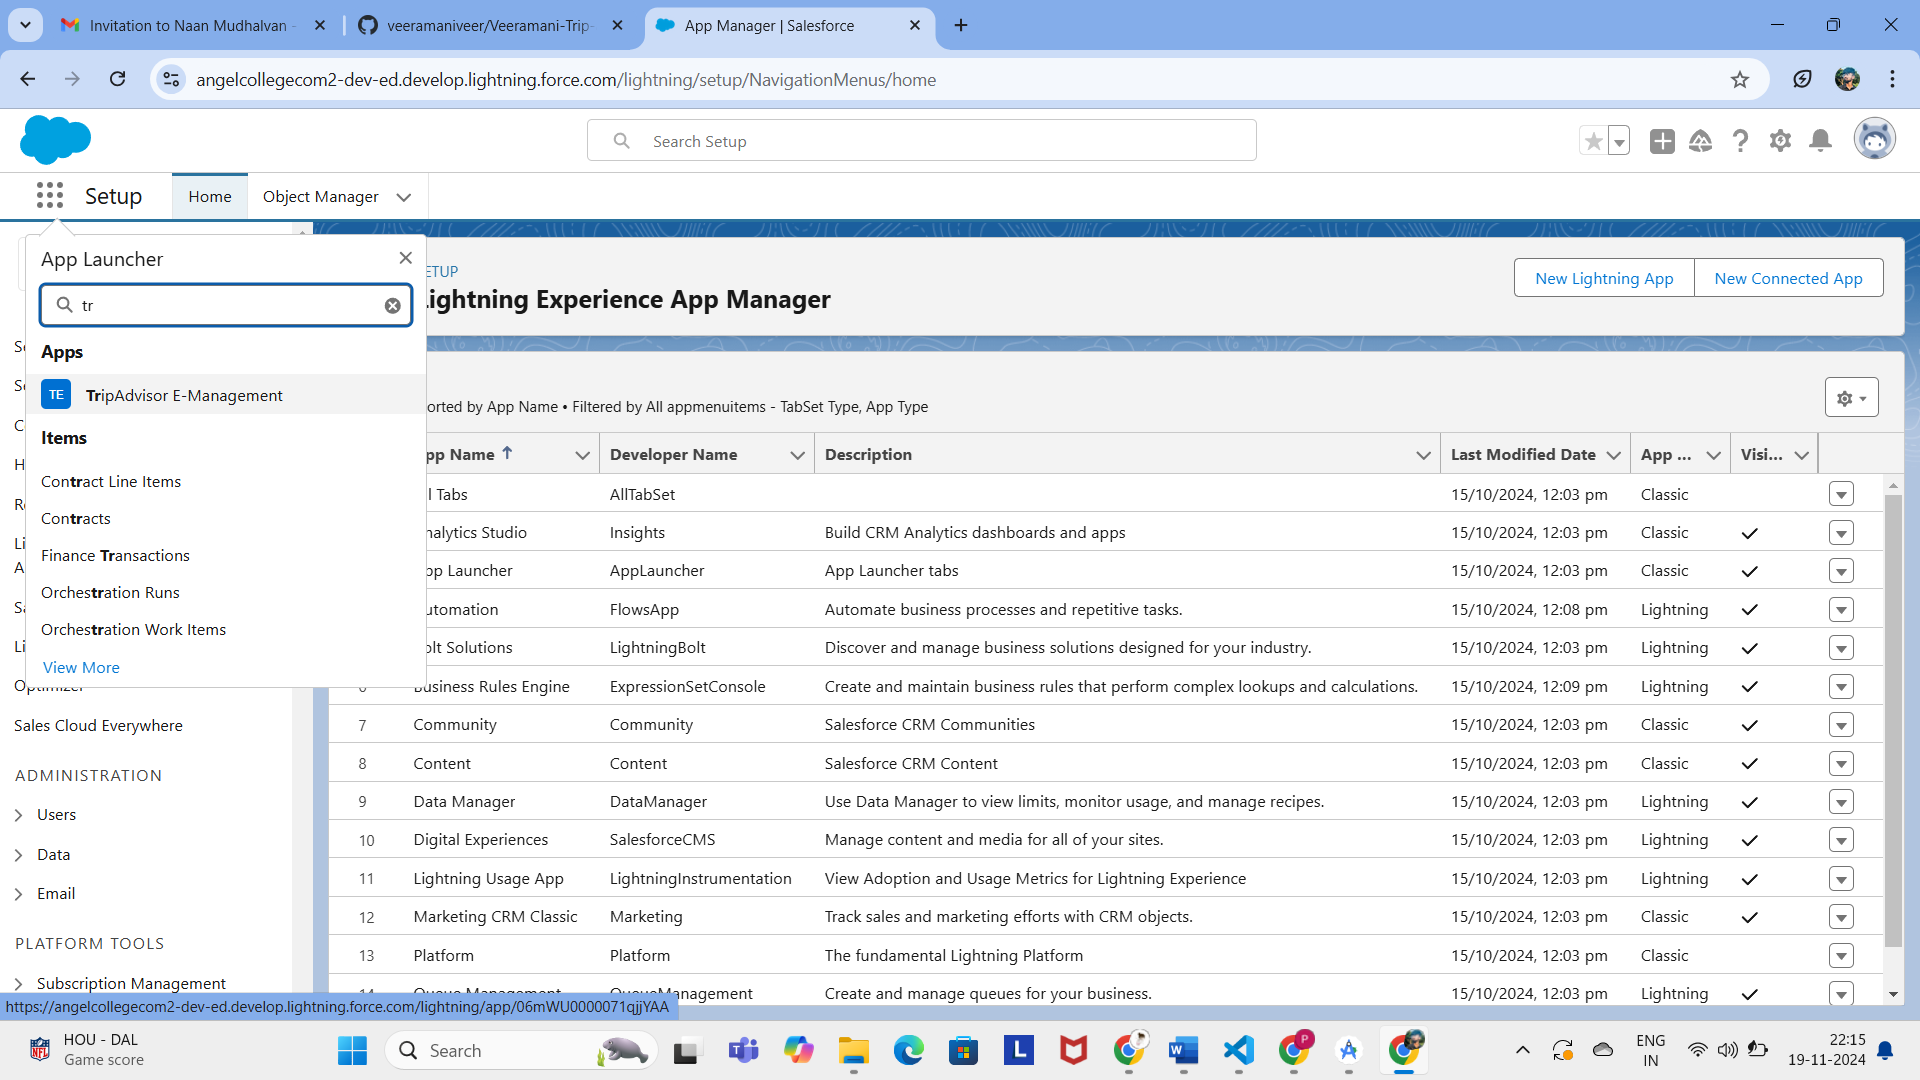 Invitation to Naan Mudhalvan -
veeramaniveer/Veeramani-Trip-
App Manager | Salesforce
angelcollegecom2-dev-ed.develop.lightning.force.com/lightning/setup/NavigationMenus/home
Search Setup
Setup
Home
Object Manager
App Launcher
tr
Apps
TE
TripAdvisor E-Management
Items
Contract Line Items
Contracts
Finance Transactions
Orchestration Runs
Orchestration Work Items
View More
Sales Cloud Everywhere
ADMINISTRATION
Users
Data
Email
PLATFORM TOOLS
Subscription Management
https://angelcollegecom2-dev-ed.develop.lightning.force.com/lightning/app/06mWU0000071qjjYAA
ETUP
Lightning Experience App Manager
New Lightning App
New Connected App
orted by App Name • Filtered by All appmenuitems - TabSet Type, App Type
pp Name Developer Name Description Last Modified Date App ... Visi...
l Tabs AllTabSet 15/10/2024, 12:03 pm Classic
nalytics Studio Insights Build CRM Analytics dashboards and apps 15/10/2024, 12:03 pm Classic
pp Launcher AppLauncher App Launcher tabs 15/10/2024, 12:03 pm Classic
utomation FlowsApp Automate business processes and repetitive tasks. 15/10/2024, 12:08 pm Lightning
olt Solutions LightningBolt Discover and manage business solutions designed for your industry. 15/10/2024, 12:03 pm Lightning
6 Business Rules Engine ExpressionSetConsole Create and maintain business rules that perform complex lookups and calculations. 15/10/2024, 12:09 pm Lightning
7 Community Community Salesforce CRM Communities 15/10/2024, 12:03 pm Classic
8 Content Content Salesforce CRM Content 15/10/2024, 12:03 pm Classic
9 Data Manager DataManager Use Data Manager to view limits, monitor usage, and manage recipes. 15/10/2024, 12:03 pm Lightning
10 Digital Experiences SalesforceCMS Manage content and media for all of your sites. 15/10/2024, 12:03 pm Lightning
11 Lightning Usage App LightningInstrumentation View Adoption and Usage Metrics for Lightning Experience 15/10/2024, 12:03 pm Lightning
12 Marketing CRM Classic Marketing Track sales and marketing efforts with CRM objects. 15/10/2024, 12:03 pm Classic
13 Platform Platform The fundamental Lightning Platform 15/10/2024, 12:03 pm Classic
14 Queue Management QueueManagement Create and manage queues for your business. 15/10/2024, 12:03 pm Lightning
HOU - DAL
Game score
Search
ENG
IN
22:15
19-11-2024